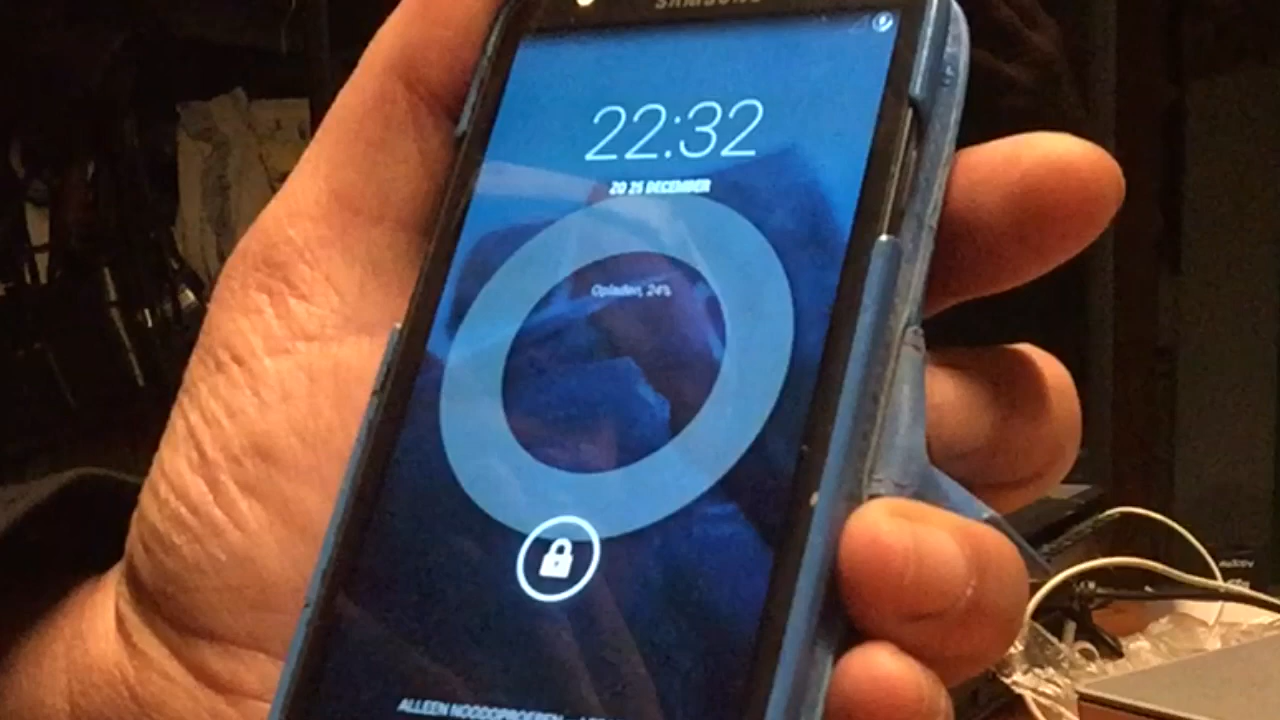 SAMSUNG
22:32
ZO 25 DECEMBER
Opladen, 24%
ALLEEN NOODOPROEPEN